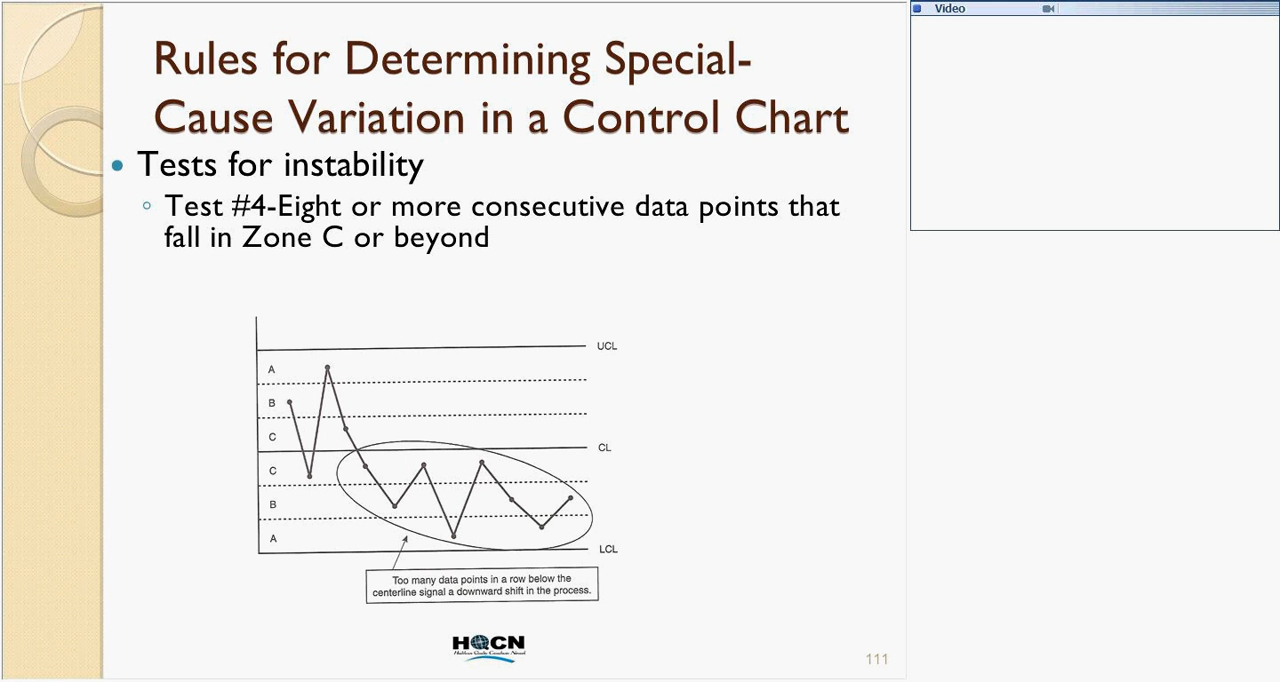 Video
Rules for Determining Special-
Cause Variation in a Control Chart
Tests for instability
Test #4-Eight or more consecutive data points that
fall in Zone C or beyond
UCL
A
B
C
CL
C
B
A
LCL
Too many data points in a row below the
centerline signal a downward shift in the process.
HQCN
111